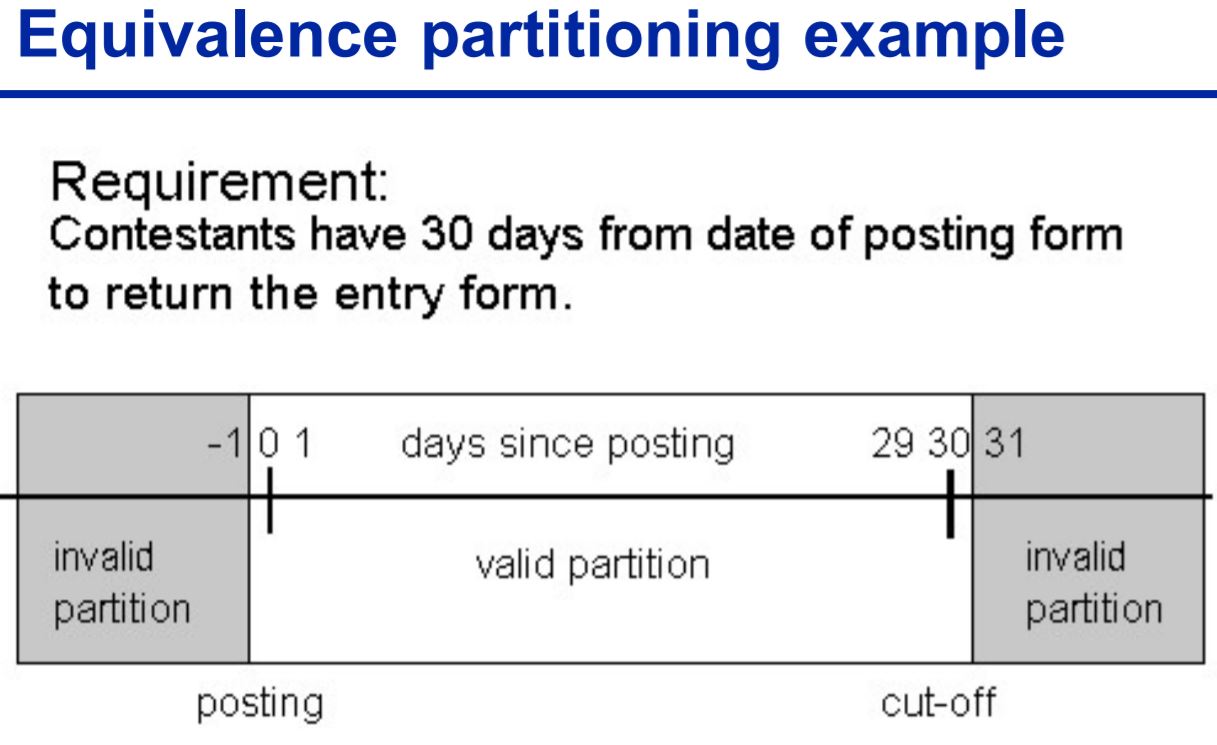 Equivalence partitioning example
Requirement:
Contestants have 30 days from date of posting form
to return the entry form.
-1 0 1 days since posting 29 30 31
invalid
partition
valid partition
invalid
partition
posting
cut-off